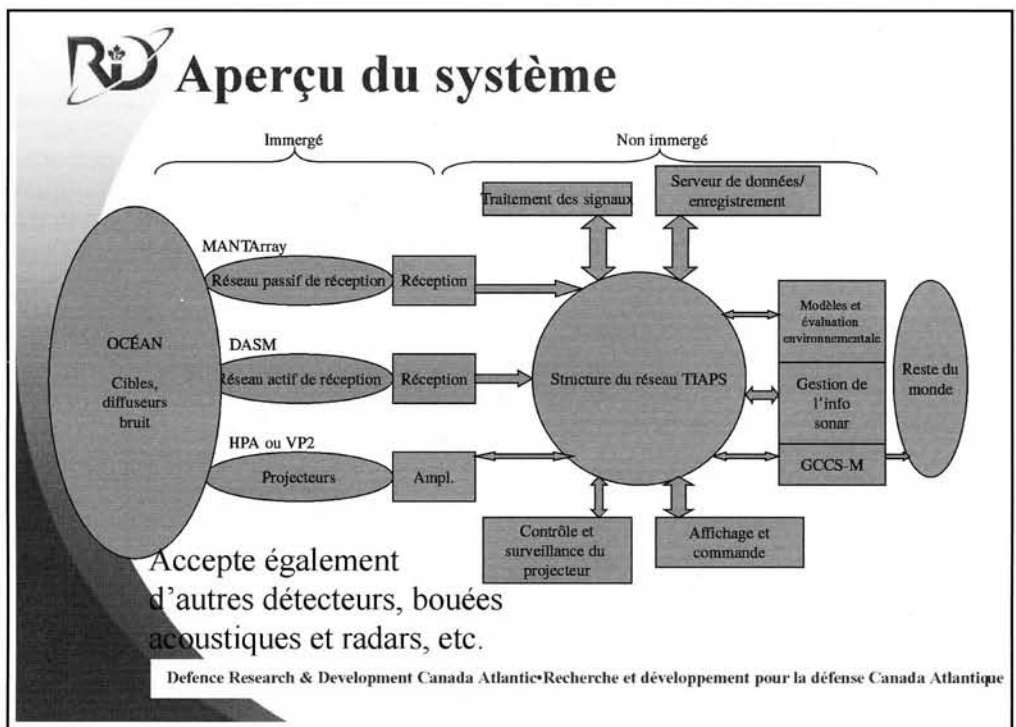 RD Aperçu du système
Immergé
Non immergé
Traitement des signaux
Serveur de données/
enregistrement
MANTArray
Réseau passif de réception
Réception
OCÉAN
Cibles,
diffuseurs
bruit
DASM
Réseau actif de réception
Réception
HPA ou VP2
Projecteurs
Ampl.
Structure du réseau TIAPS
Modèles et
évaluation
environnementale
Gestion de
l'info
sonar
GCCS-M
Reste du
monde
Contrôle et
surveillance du
projecteur
Affichage et
commande
Accepte également
d'autres détecteurs, bouées
acoustiques et radars, etc.
Defence Research & Development Canada Atlantic•Recherche et développement pour la défense Canada Atlantique